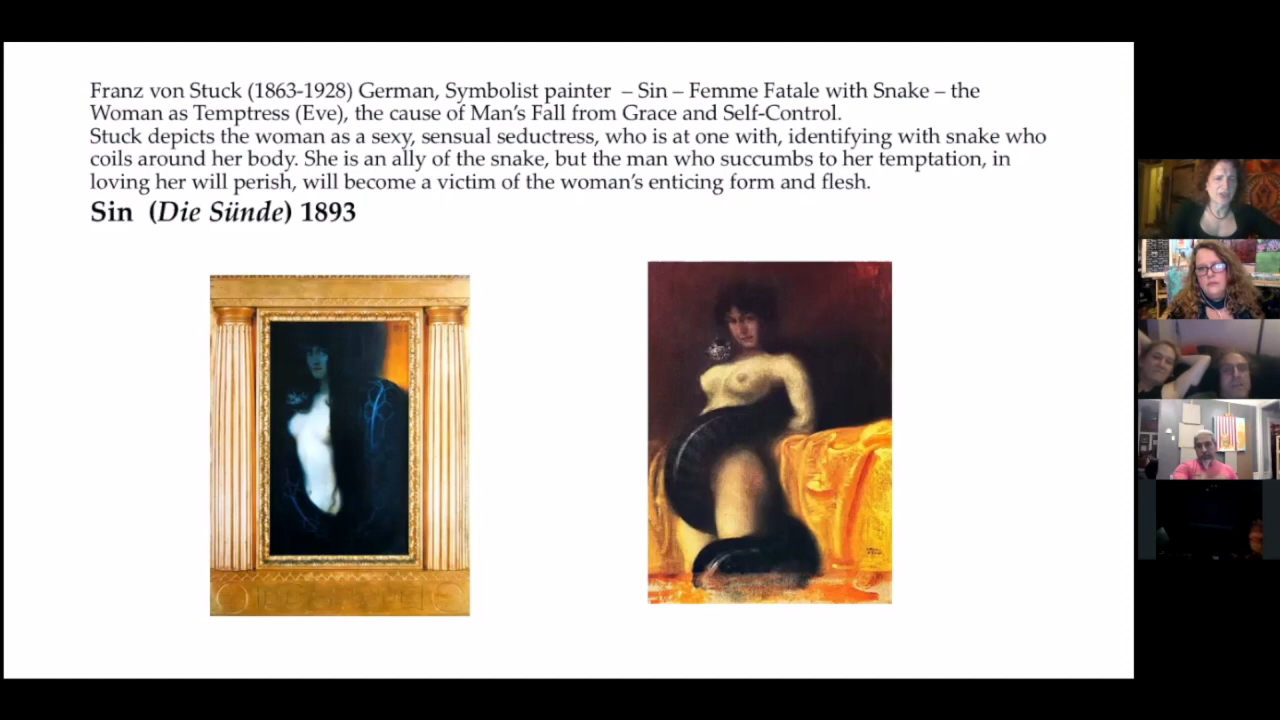 Franz von Stuck (1863-1928) German, Symbolist painter – Sin – Femme Fatale with Snake – the
Woman as Temptress (Eve), the cause of Man's Fall from Grace and Self-Control.
Stuck depicts the woman as a sexy, sensual seductress, who is at one with, identifying with snake who
coils around her body. She is an ally of the snake, but the man who succumbs to her temptation, in
loving her will perish, will become a victim of the woman's enticing form and flesh.
Sin (Die Sünde) 1893